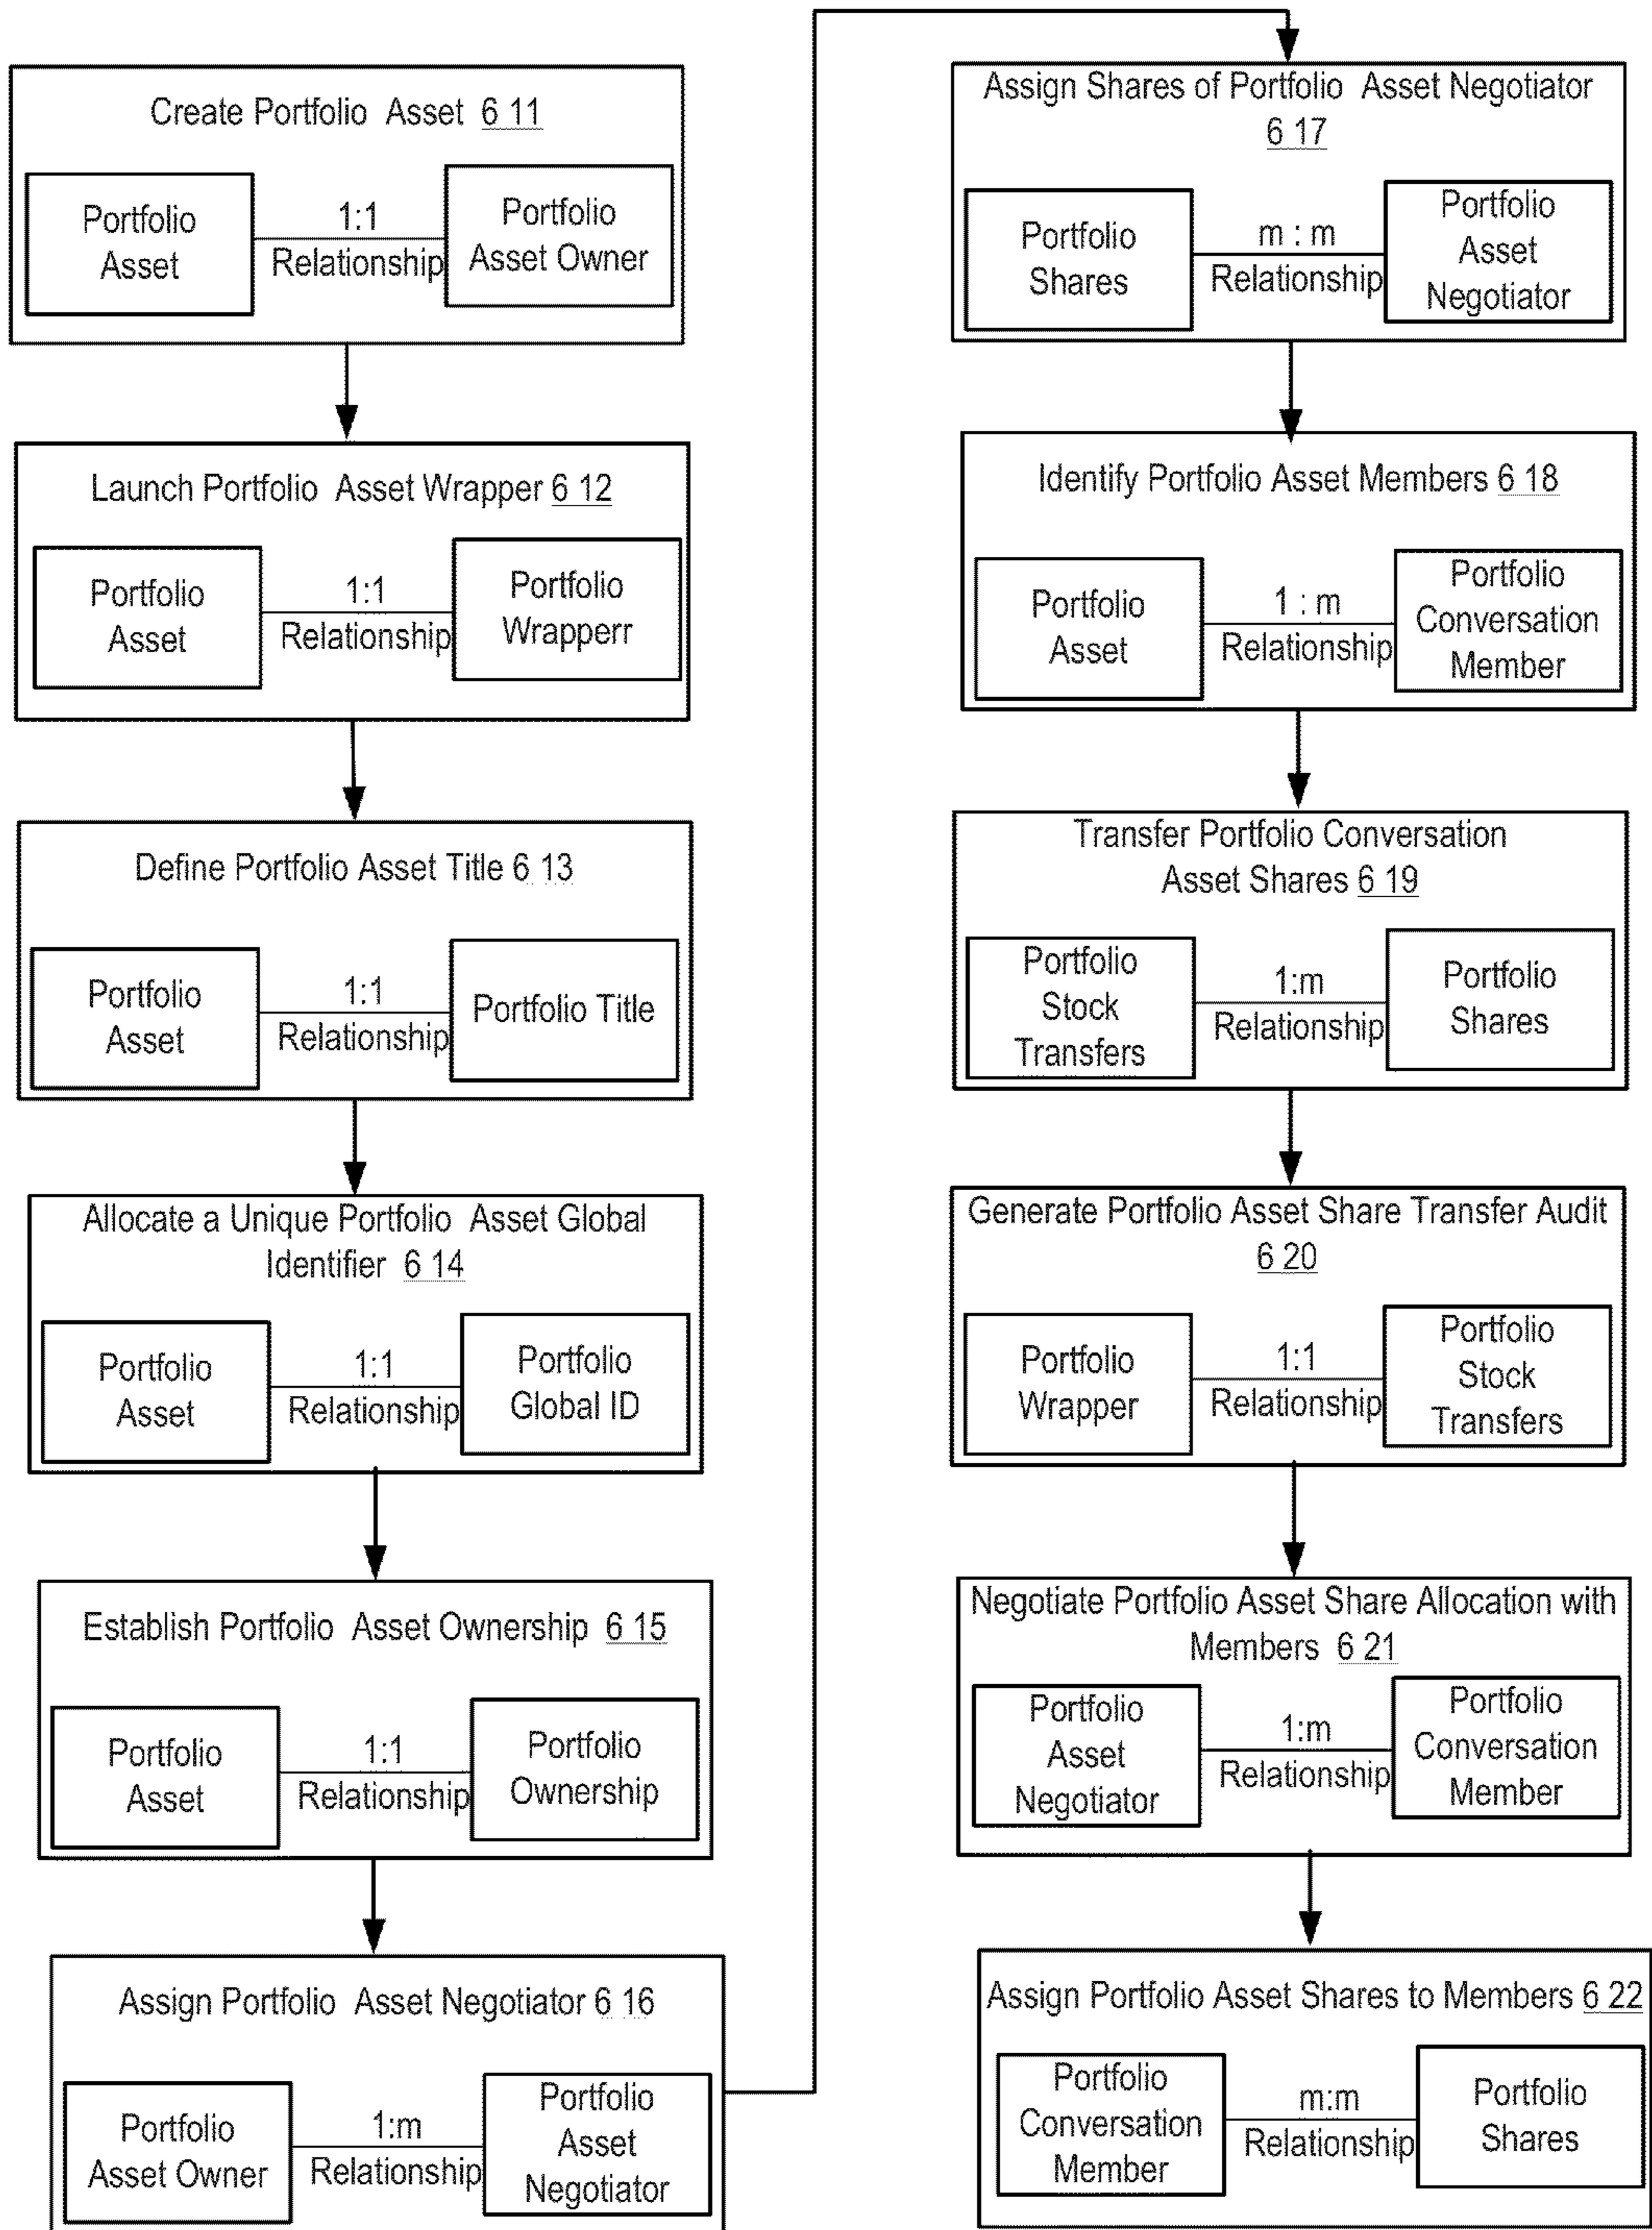 Create Portfolio Asset 6 11
Portfolio
Asset
1:1
Relationship
Portfolio
Asset Owner
Launch Portfolio Asset Wrapper 6 12
Portfolio
Asset
1:1
Relationship
Portfolio
Wrapperr
Define Portfolio Asset Title 6 13
Portfolio
Asset
1:1
Relationship
Portfolio Title
Allocate a Unique Portfolio Asset Global
Identifier 6 14
Portfolio
Asset
1:1
Relationship
Portfolio
Global ID
Establish Portfolio Asset Ownership 6 15
Portfolio
Asset
1:1
Relationship
Portfolio
Ownership
Assign Portfolio Asset Negotiator 6 16
Portfolio
Asset Owner
1:m
Relationship
Portfolio
Asset
Negotiator
Assign Shares of Portfolio Asset Negotiator
6 17
Portfolio
Shares
m : m
Relationship
Portfolio
Asset
Negotiator
Identify Portfolio Asset Members 6 18
Portfolio
Asset
1 : m
Relationship
Portfolio
Conversation
Member
Transfer Portfolio Conversation
Asset Shares 6 19
Portfolio
Stock
Transfers
1:m
Relationship
Portfolio
Shares
Generate Portfolio Asset Share Transfer Audit
6 20
Portfolio
Wrapper
1:1
Relationship
Portfolio
Stock
Transfers
Negotiate Portfolio Asset Share Allocation with
Members 6 21
Portfolio
Asset
Negotiator
1:m
Relationship
Portfolio
Conversation
Member
Assign Portfolio Asset Shares to Members 6 22
Portfolio
Conversation
Member
m:m
Relationship
Portfolio
Shares